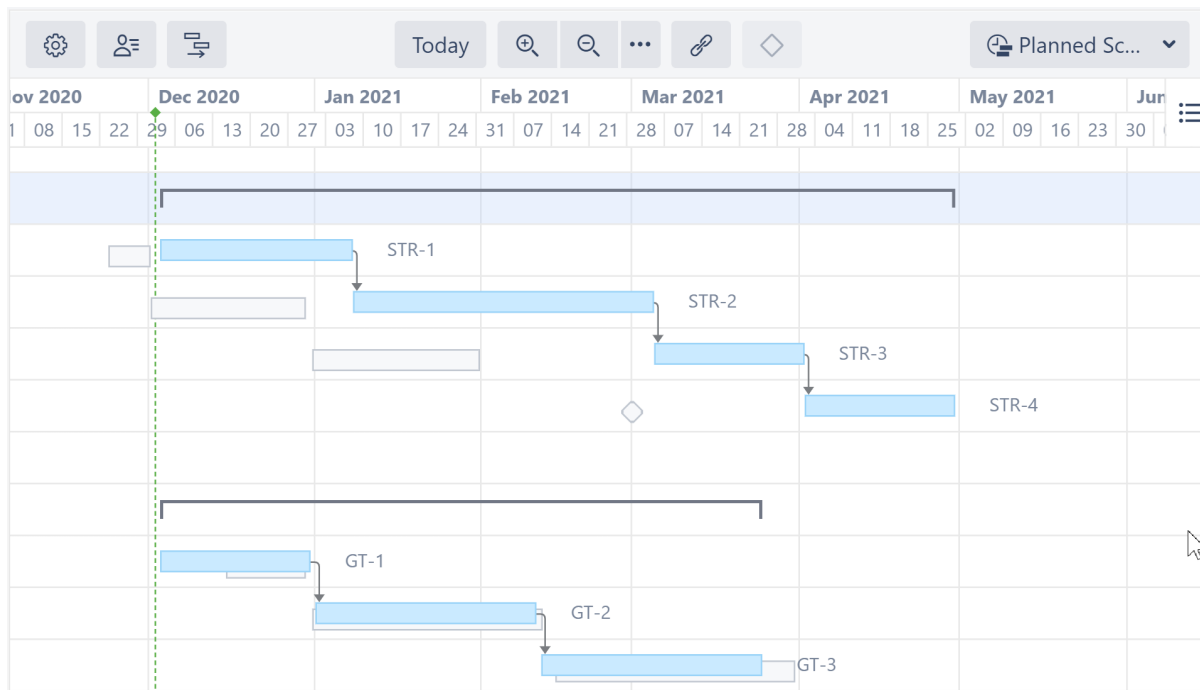 Today ••• Planned Sc...
ov 2020 Dec 2020 Jan 2021 Feb 2021 Mar 2021 Apr 2021 May 2021 Jun
1 08 15 22 29 06 13 20 27 03 10 17 24 31 07 14 21 28 07 14 21 28 04 11 18 25 02 09 16 23 30
STR-1
STR-2
STR-3
STR-4
GT-1
GT-2
GT-3